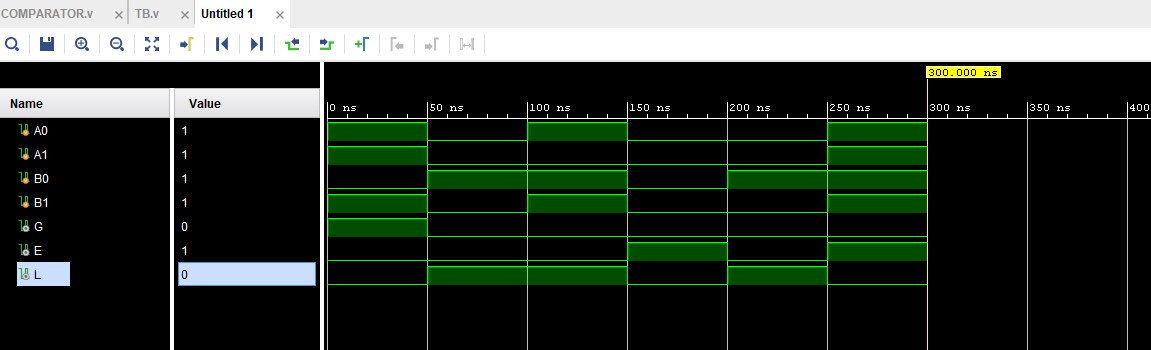 COMPARATOR.v × TB.v × Untitled 1 ×
300.000 ns
Name Value 0 ns 50 ns 100 ns 150 ns 200 ns 250 ns 300 ns 350 ns 400
A0 1
A1 1
B0 1
B1 1
G 0
E 1
L 0